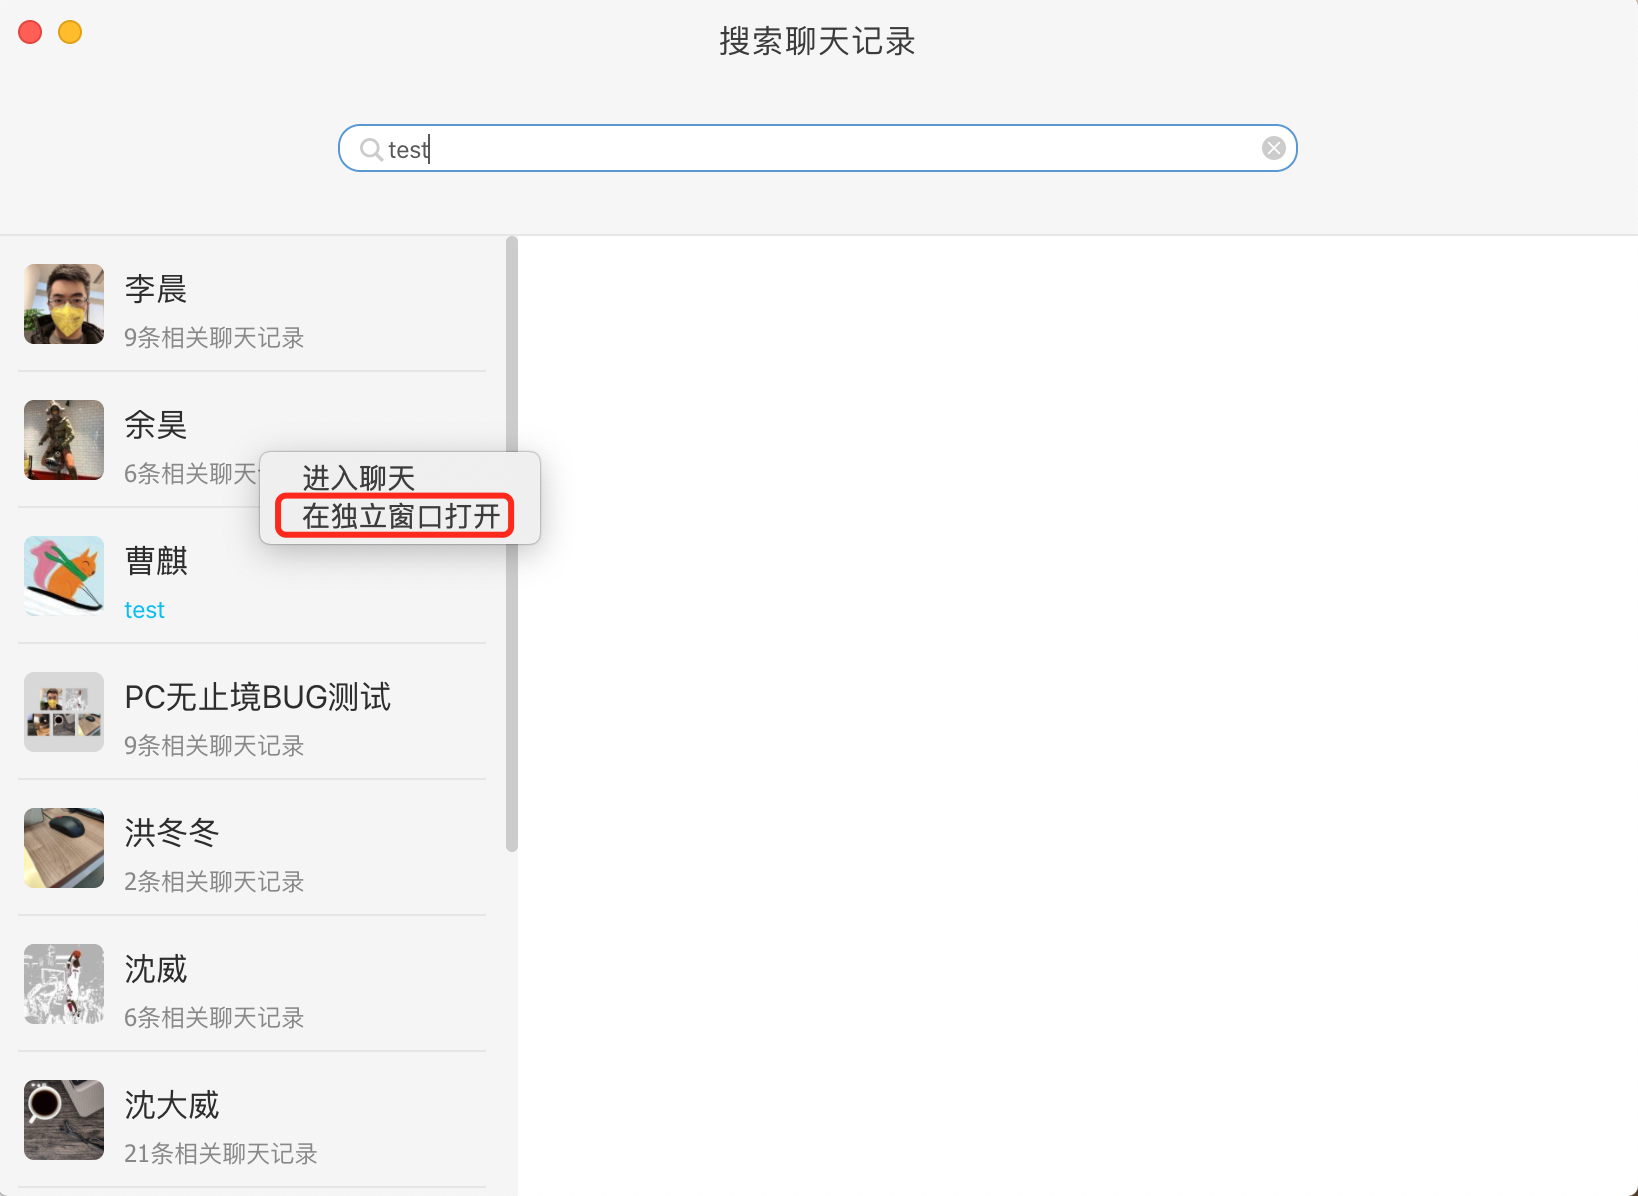 搜索聊天记录
test
李晨
9条相关聊天记录
余昊
6条相关聊天
进入聊天
在独立窗口打开
曹麒
test
PC无止境BUG测试
9条相关聊天记录
洪冬冬
2条相关聊天记录
沈威
6条相关聊天记录
沈大威
21条相关聊天记录